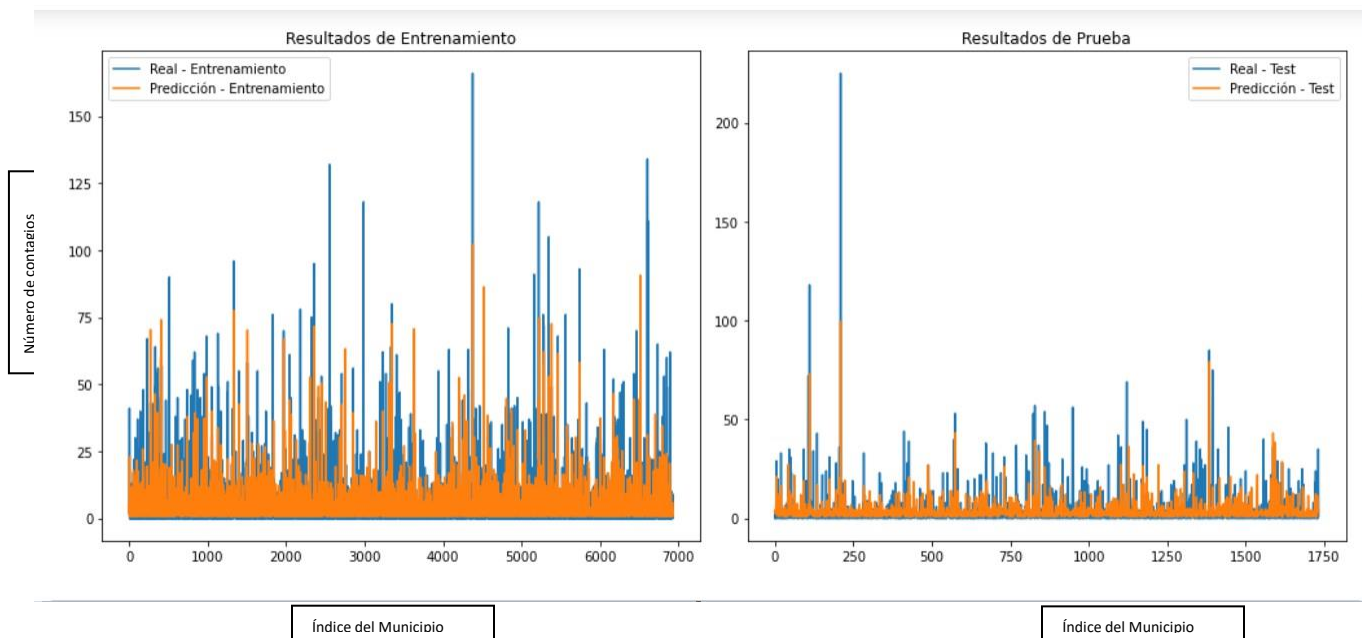 Resultados de Entrenamiento
Real - Entrenamiento
Predicción - Entrenamiento
150
125
100
75
50
25
0
0 1000 2000 3000 4000 5000 6000 7000
Número de contagios
Índice del Municipio
Resultados de Prueba
Real - Test
Predicción - Test
200
150
100
50
0
0 250 500 750 1000 1250 1500 1750
Índice del Municipio